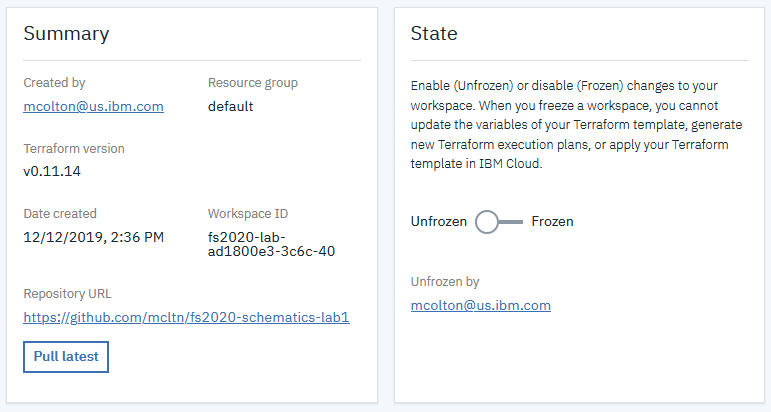 Summary
Created by
mcolton@us.ibm.com
Resource group
default
Terraform version
v0.11.14
Date created
12/12/2019, 2:36 PM
Workspace ID
fs2020-lab-
ad1800e3-3c6c-40
Repository URL
https://github.com/mcltn/fs2020-schematics-lab1
Pull latest
State
Enable (Unfrozen) or disable (Frozen) changes to your
workspace. When you freeze a workspace, you cannot
update the variables of your Terraform template, generate
new Terraform execution plans, or apply your Terraform
template in IBM Cloud.
Unfrozen Frozen
Unfrozen by
mcolton@us.ibm.com